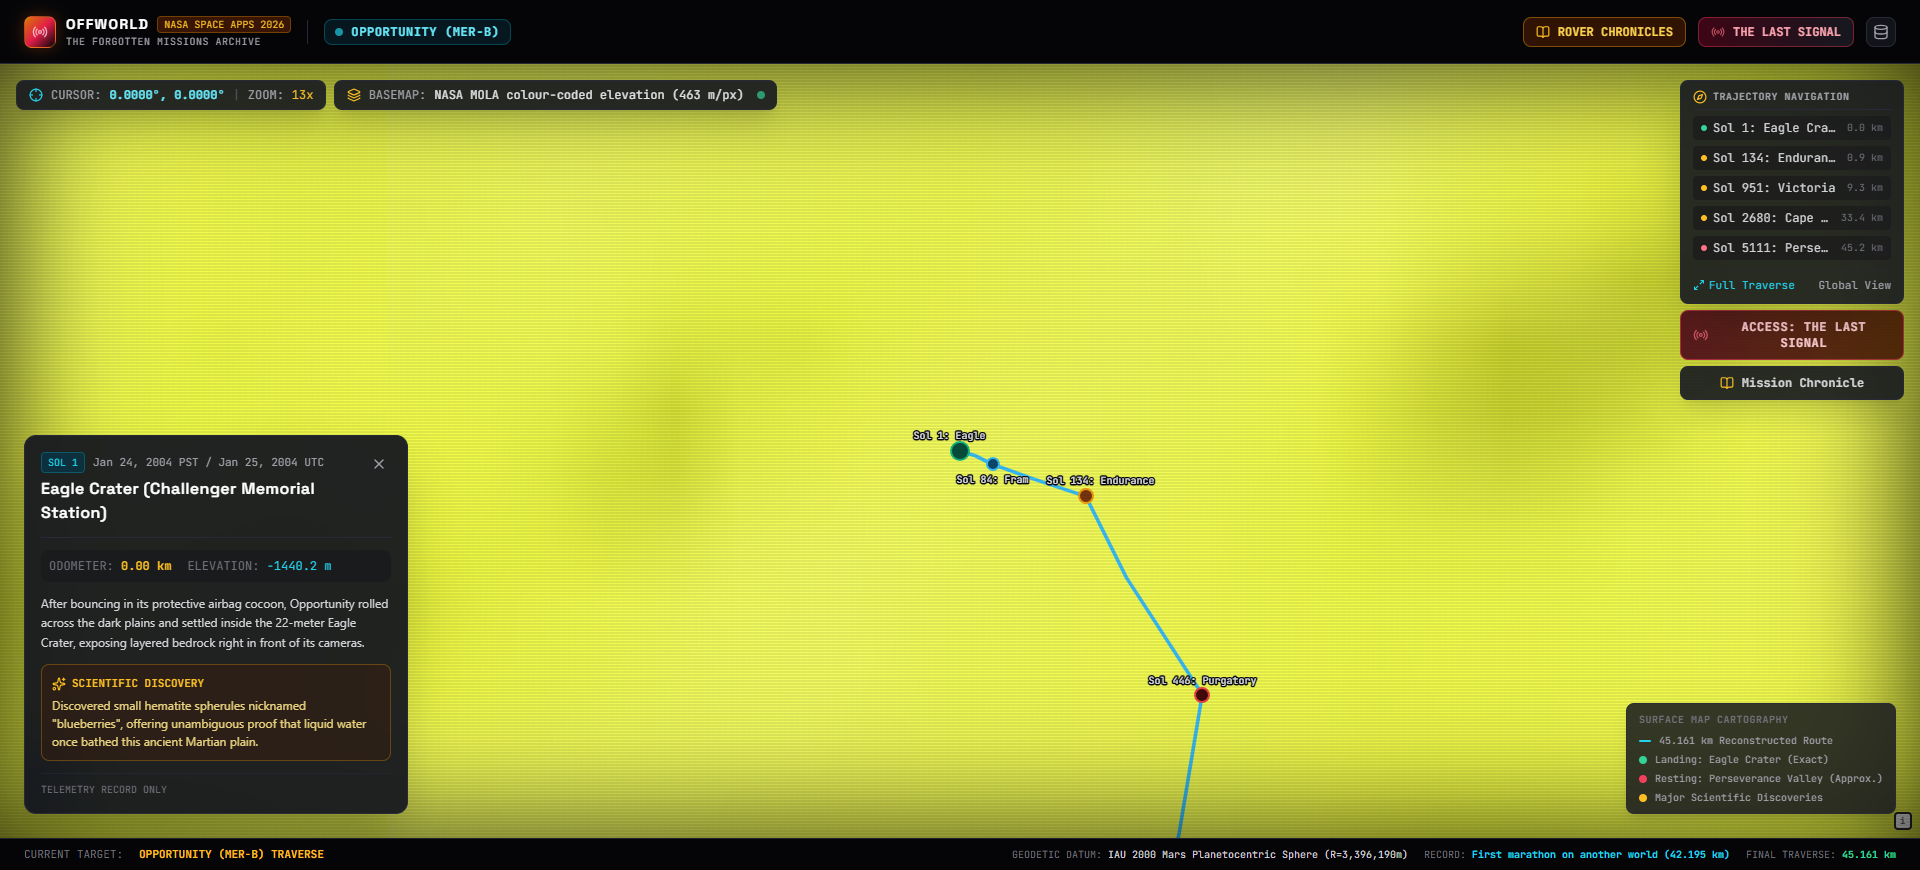 OFFWORLD NASA SPACE APPS 2026
THE FORGOTTEN MISSIONS ARCHIVE
OPPORTUNITY (MER-B)
ROVER CHRONICLES
THE LAST SIGNAL
CURSOR: 0.0000°, 0.0000° | ZOOM: 13x
BASEMAP: NASA MOLA colour-coded elevation (463 m/px)
TRAJECTORY NAVIGATION
Sol 1: Eagle Cra… 0.0 km
Sol 134: Enduran… 0.9 km
Sol 951: Victoria 9.3 km
Sol 2680: Cape … 33.4 km
Sol 5111: Perse… 45.2 km
Full Traverse Global View
ACCESS: THE LAST
SIGNAL
Mission Chronicle
Sol 1: Eagle
Sol 84: Fram
Sol 134: Endurance
Sol 446: Purgatory
SOL 1 Jan 24, 2004 PST / Jan 25, 2004 UTC
Eagle Crater (Challenger Memorial
Station)
ODOMETER: 0.00 km ELEVATION: -1440.2 m
After bouncing in its protective airbag cocoon, Opportunity rolled
across the dark plains and settled inside the 22-meter Eagle
Crater, exposing layered bedrock right in front of its cameras.
SCIENTIFIC DISCOVERY
Discovered small hematite spherules nicknamed
"blueberries", offering unambiguous proof that liquid water
once bathed this ancient Martian plain.
TELEMETRY RECORD ONLY
SURFACE MAP CARTOGRAPHY
45.161 km Reconstructed Route
Landing: Eagle Crater (Exact)
Resting: Perseverance Valley (Approx.)
Major Scientific Discoveries
i
CURRENT TARGET: OPPORTUNITY (MER-B) TRAVERSE
GEODETIC DATUM: IAU 2000 Mars Planetocentric Sphere (R=3,396,190m)
RECORD: First marathon on another world (42.195 km)
FINAL TRAVERSE: 45.161 km